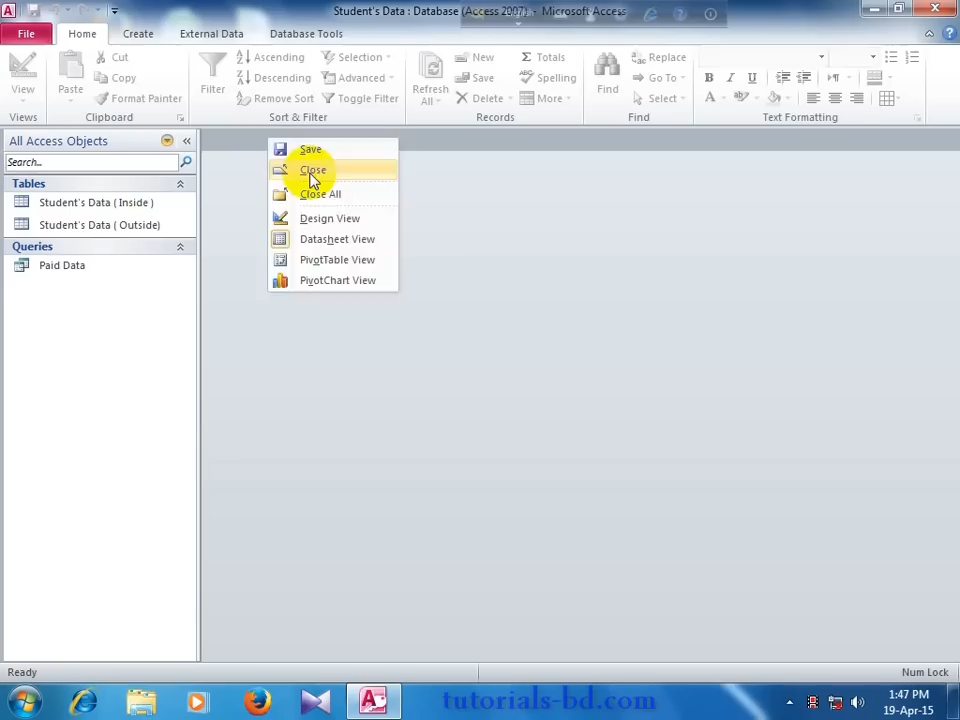 Student's Data : Database (Access 2007) - Microsoft Access
File Home Create External Data Database Tools
View
Views
Paste
Cut
Copy
Format Painter
Clipboard
Filter
Ascending
Descending
Remove Sort
Selection
Advanced
Toggle Filter
Sort & Filter
Refresh
All
New
Save
Delete
Totals
Spelling
More
Records
Find
Replace
Go To
Select
Find
B I U
A
Text Formatting
All Access Objects
Search...
Tables
Student's Data ( Inside )
Student's Data ( Outside)
Queries
Paid Data
Save
Close
Close All
Design View
Datasheet View
PivotTable View
PivotChart View
Ready
Num Lock
tutorials-bd.com
1:47 PM
19-Apr-15